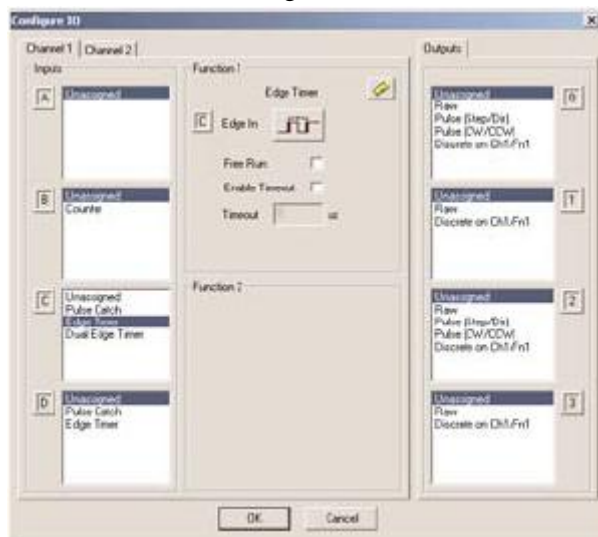 Configure IO
Channel 1 Channel 2
Inputs
A
Unassigned
B
Unassigned
Counter
C
Unassigned
Pulse Catch
Edge Timer
Dual Edge Timer
D
Unassigned
Pulse Catch
Edge Timer
Function 1
Edge Timer
C Edge In
Free Run
Enable Timeout
Timeout us
Function 2
Outputs
Unassigned
Raw
Pulse (Step/Dir)
Pulse (CW/CCW)
Discrete on Ch1/Fn1
0
Unassigned
Raw
Discrete on Ch1/Fn1
1
Unassigned
Raw
Pulse (Step/Dir)
Pulse (CW/CCW)
Discrete on Ch1/Fn1
2
Unassigned
Raw
Discrete on Ch1/Fn1
3
OK Cancel